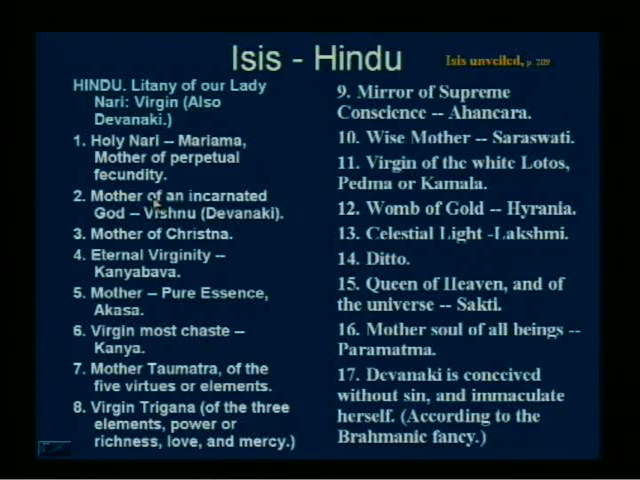 Isis - Hindu
Isis unveiled, p. 209
HINDU. Litany of our Lady
Nari: Virgin (Also
Devanaki.)
1. Holy Nari -- Mariama,
Mother of perpetual
fecundity.
2. Mother of an incarnated
God -- Vishnu (Devanaki).
3. Mother of Christna.
4. Eternal Virginity --
Kanyabava.
5. Mother -- Pure Essence,
Akasa.
6. Virgin most chaste --
Kanya.
7. Mother Taumatra, of the
five virtues or elements.
8. Virgin Trigana (of the three
elements, power or
richness, love, and mercy.)
9. Mirror of Supreme
Conscience -- Ahancara.
10. Wise Mother -- Saraswati.
11. Virgin of the white Lotos,
Pedma or Kamala.
12. Womb of Gold -- Hyrania.
13. Celestial Light -Lakshmi.
14. Ditto.
15. Queen of Heaven, and of
the universe -- Sakti.
16. Mother soul of all beings --
Paramatma.
17. Devanaki is conceived
without sin, and immaculate
herself. (According to the
Brahmanic fancy.)